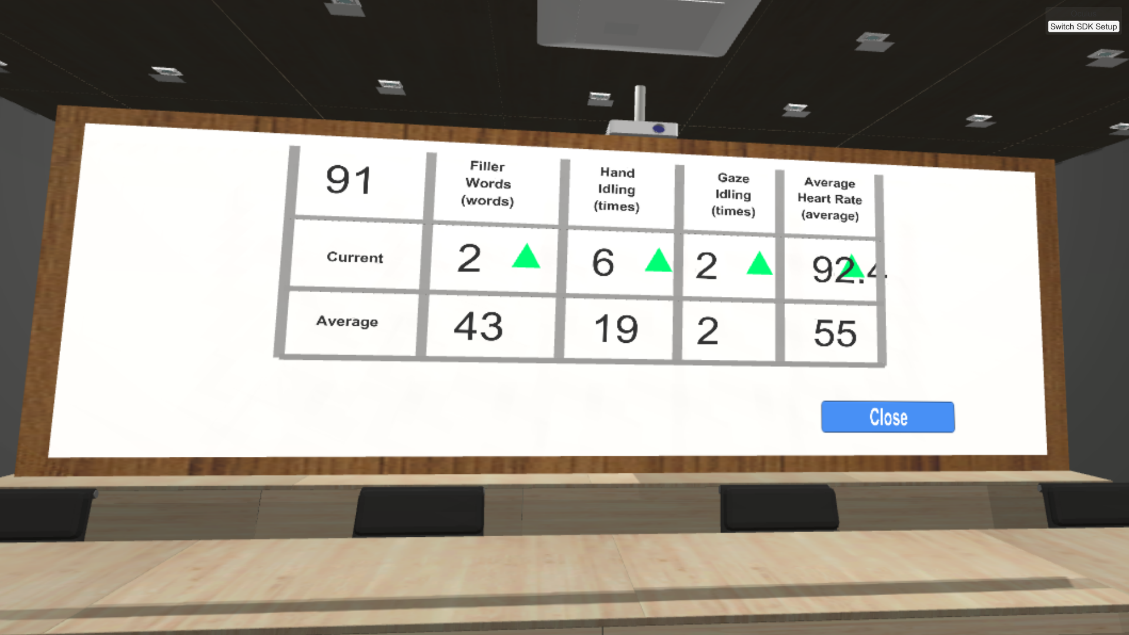 Switch SDK Setup
91
Filler
Words
(words)
Hand
Idling
(times)
Gaze
Idling
(times)
Average
Heart Rate
(average)
Current
2
6
2
92.4
Average
43
19
2
55
Close